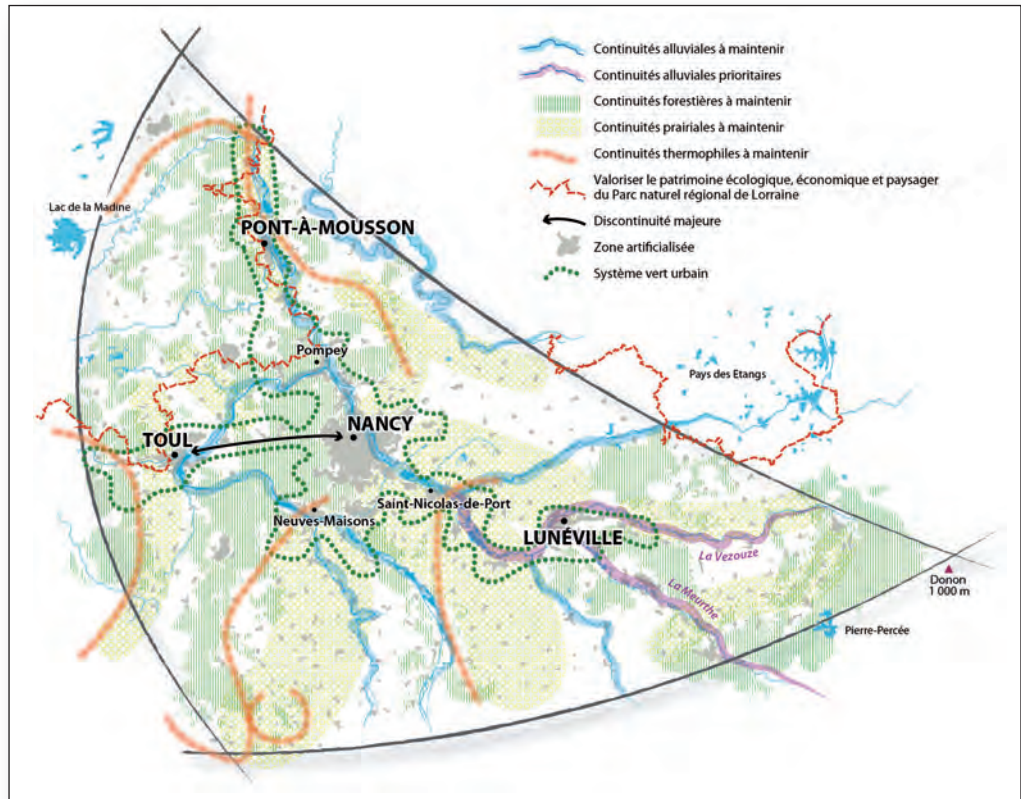 Continuités alluviales à maintenir
Continuités alluviales prioritaires
Continuités forestières à maintenir
Continuités prairiales à maintenir
Continuités thermophiles à maintenir
Valoriser le patrimoine écologique, économique et paysager
du Parc naturel régional de Lorraine
Discontinuité majeure
Zone artificialisée
Système vert urbain
Lac de la Madine
PONT-À-MOUSSON
Pompey
Pays des Etangs
TOUL
NANCY
Saint-Nicolas-de-Port
Neuves-Maisons
LUNÉVILLE
La Vezouze
La Meurthe
Donon
1 000 m
Pierre-Percée